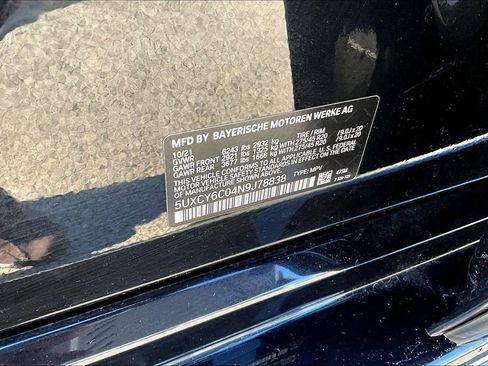 MFD BY BAYERISCHE MOTOREN WERKE AG
10/21 TIRE / RIM
GVWR 6243 lbs 2832 kg
GAWR FRONT 2921 lbs 1325 kg WITH 275/45 R20 / 9.0J x 20
GAWR REAR 3677 lbs 1668 kg WITH 275/45 R20 / 9.0J x 20
THIS VEHICLE CONFORMS TO ALL APPLICABLE FEDERAL MOTOR
VEHICLE SAFETY STANDARDS IN EFFECT ON THE DATE OF
MANUFACTURE SHOWN ABOVE.
5UXCY6C04N9J78838 TYPE: MPV